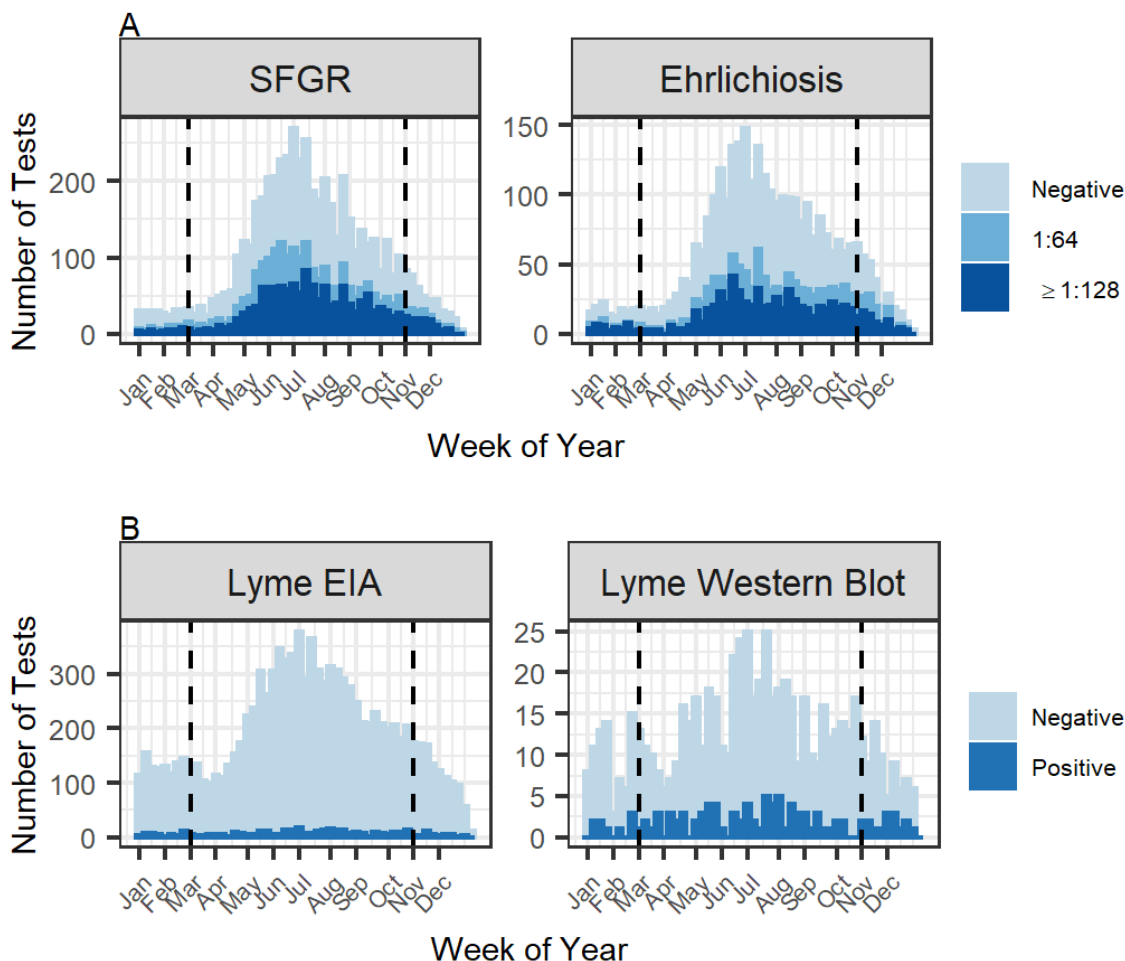 A
SFGR
Ehrlichiosis
Number of Tests
200
100
0
150
100
50
0
Jan Feb Mar Apr May Jun Jul Aug Sep Oct Nov Dec
Jan Feb Mar Apr May Jun Jul Aug Sep Oct Nov Dec
Week of Year
Negative
1:64
≥ 1:128
B
Lyme EIA
Lyme Western Blot
Number of Tests
300
200
100
0
25
20
15
10
5
0
Jan Feb Mar Apr May Jun Jul Aug Sep Oct Nov Dec
Jan Feb Mar Apr May Jun Jul Aug Sep Oct Nov Dec
Week of Year
Negative
Positive